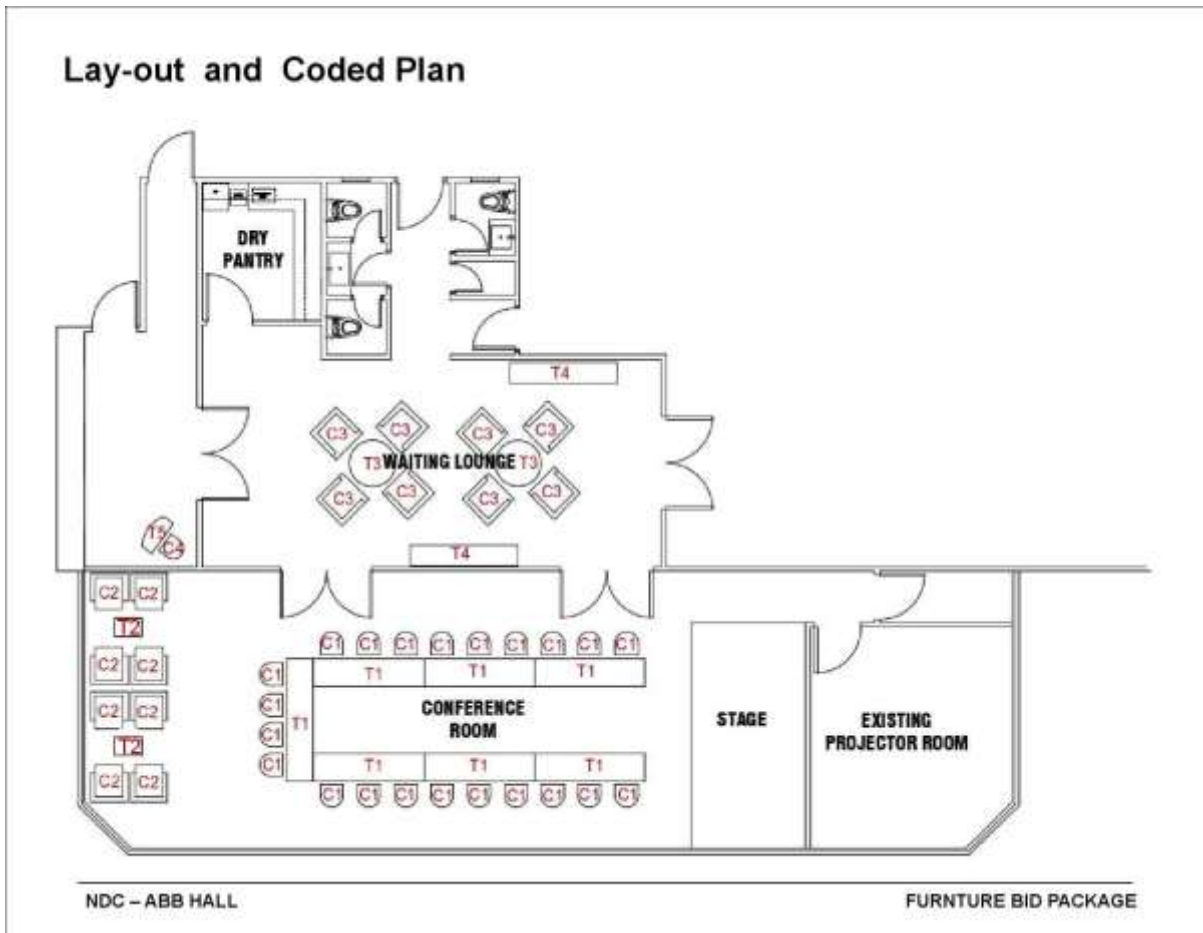 Lay-out and Coded Plan
DRY
PANTRY
T4
C3 C3 C3 C3
T3 WAITING LOUNGE T3
C3 C3 C3 C3
T5
C4
T4
C2 C2
T2
C2 C2
C2 C2
T2
C2 C2
C1 C1 C1 C1 C1 C1 C1 C1 C1
C1
T1 T1 T1
C1
T1
CONFERENCE
ROOM
STAGE
EXISTING
PROJECTOR ROOM
C1
C1
T1 T1 T1
C1 C1 C1 C1 C1 C1 C1 C1 C1
NDC – ABB HALL
FURNTURE BID PACKAGE